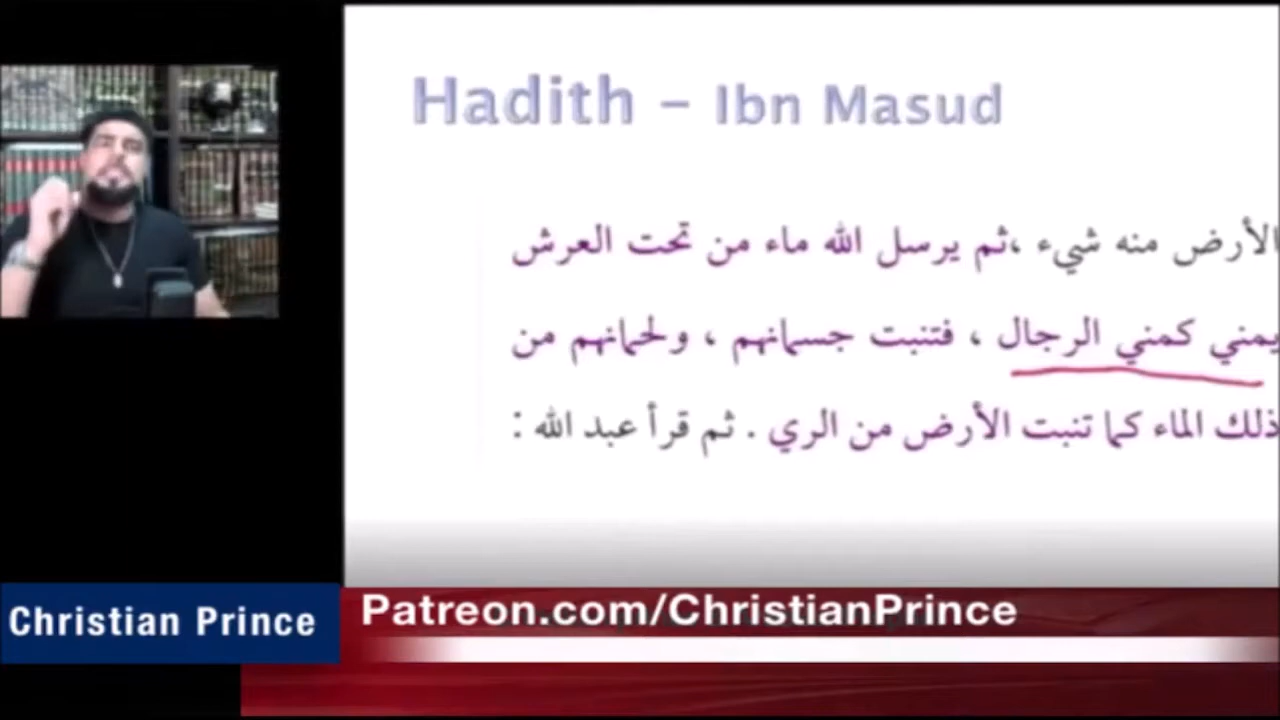 Hadith – Ibn Masud
الأرض منه شيء ،ثم يرسل الله ماء من تحت العرش
يمني كمني الرجال ، فتنبت جسمانهم ، ولحمانهم من
ذلك الماء كما تنبت الأرض من الري . ثم قرأ عبد الله :
Christian Prince
Patreon.com/ChristianPrince